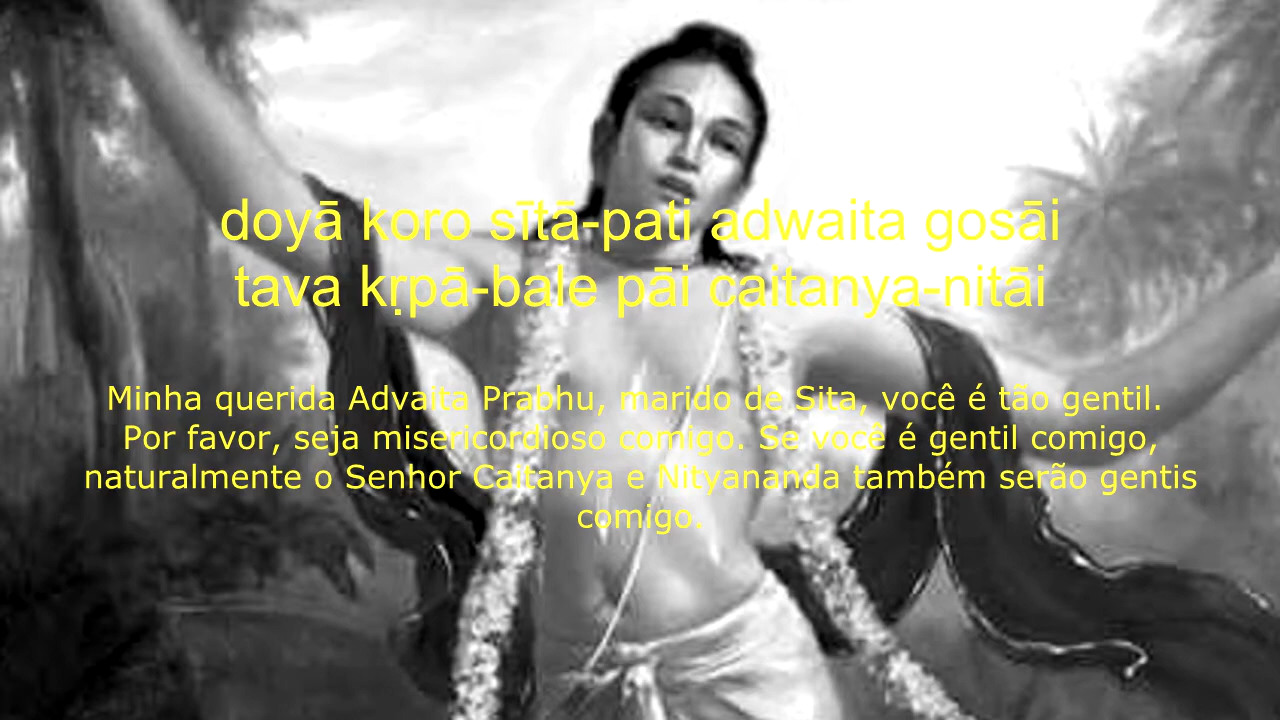 doyā koro sītā-pati adwaita gosāi
tava kṛpā-bale pāi caitanya-nitāi
Minha querida Advaita Prabhu, marido de Sita, você é tão gentil.
Por favor, seja misericordioso comigo. Se você é gentil comigo,
naturalmente o Senhor Caitanya e Nityananda também serão gentis
comigo.